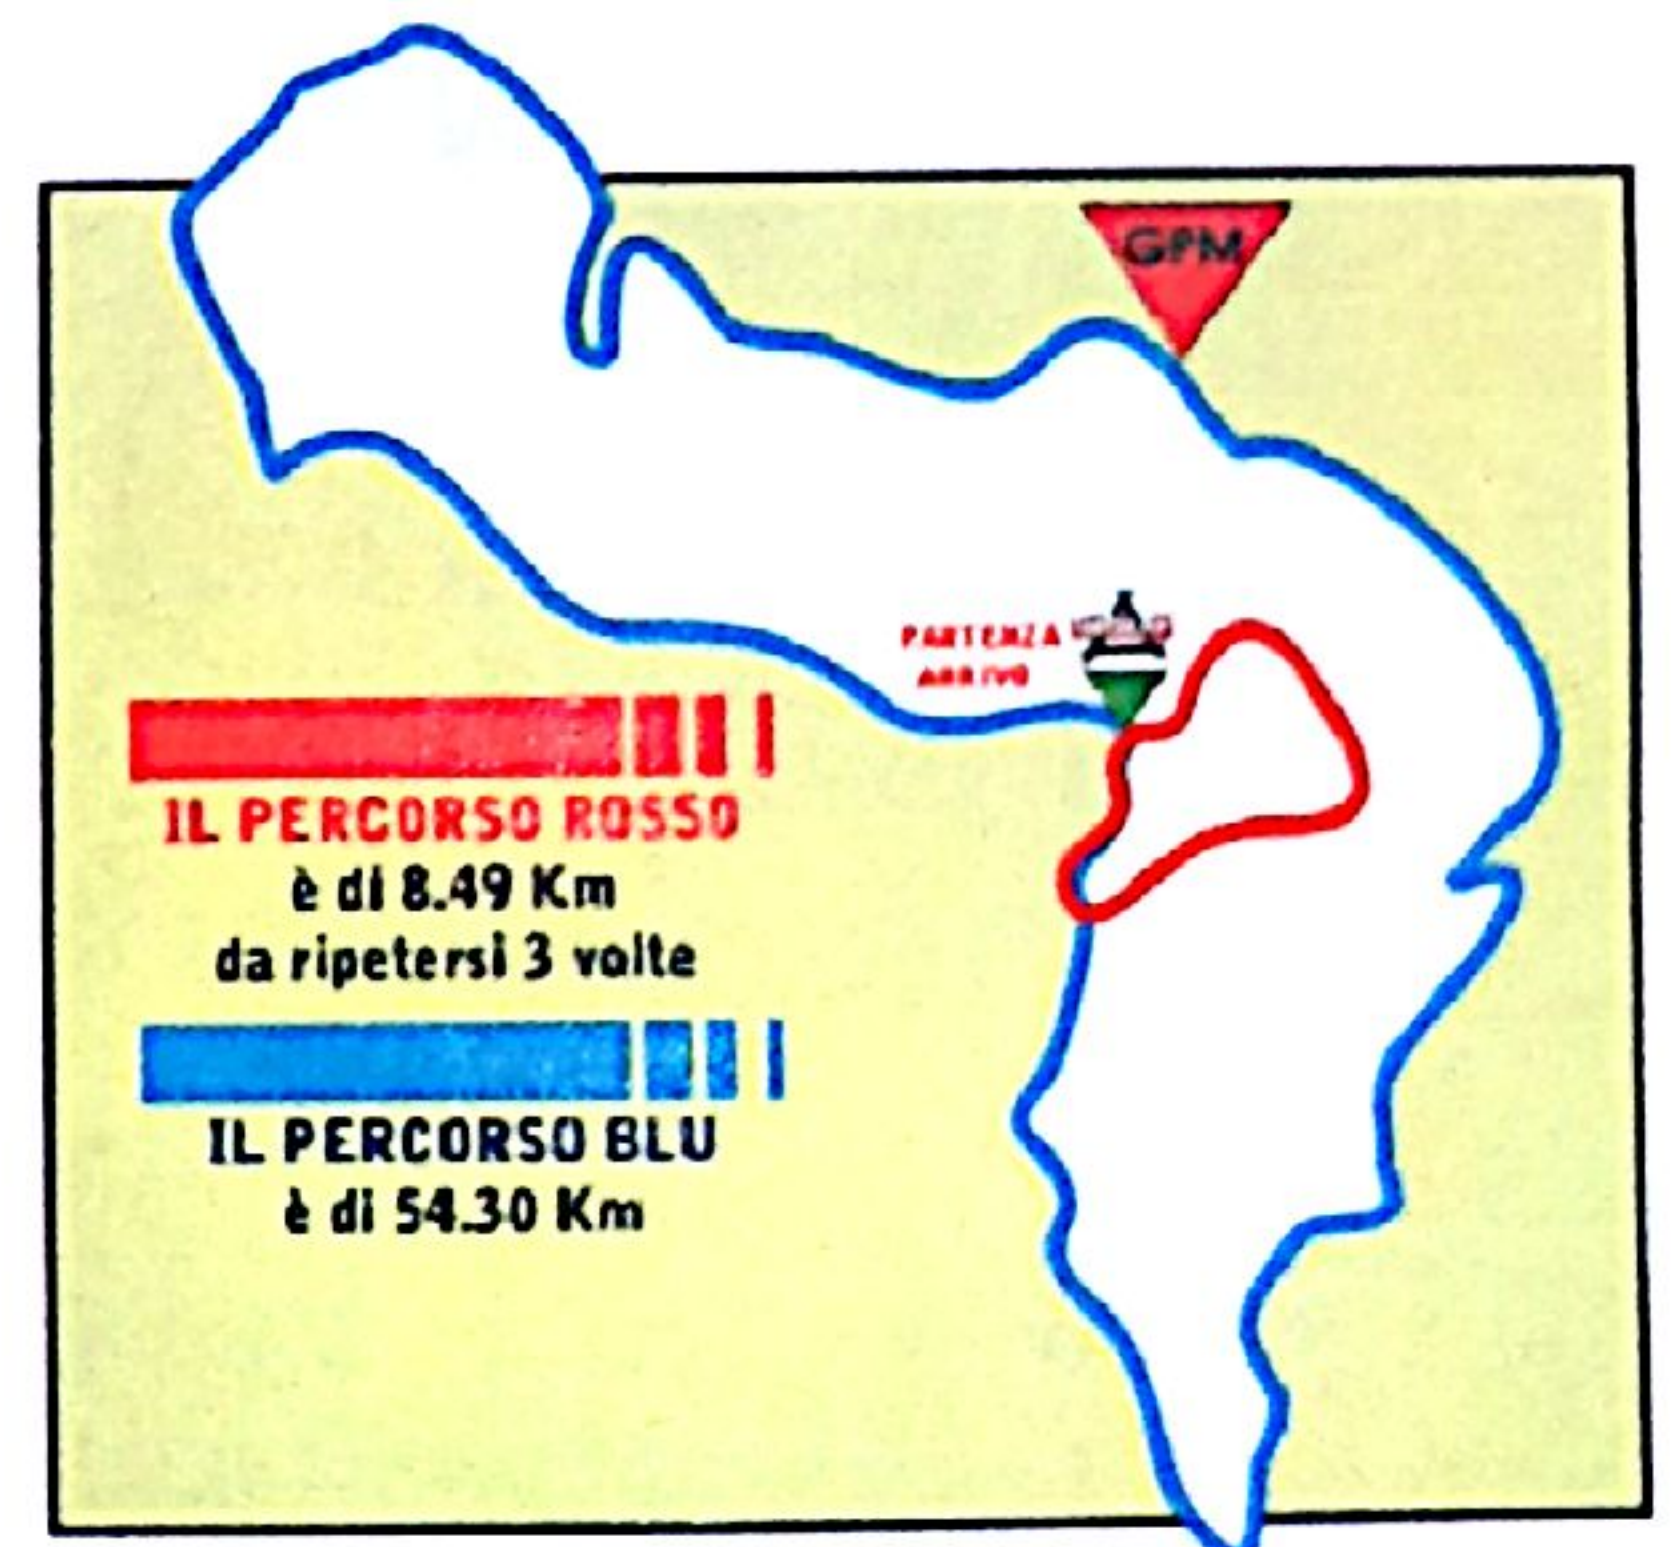 GPM
PARTENZA
ARRIVO
IL PERCORSO ROSSO
è di 8.49 Km
da ripetersi 3 volte
IL PERCORSO BLU
è di 54.30 Km